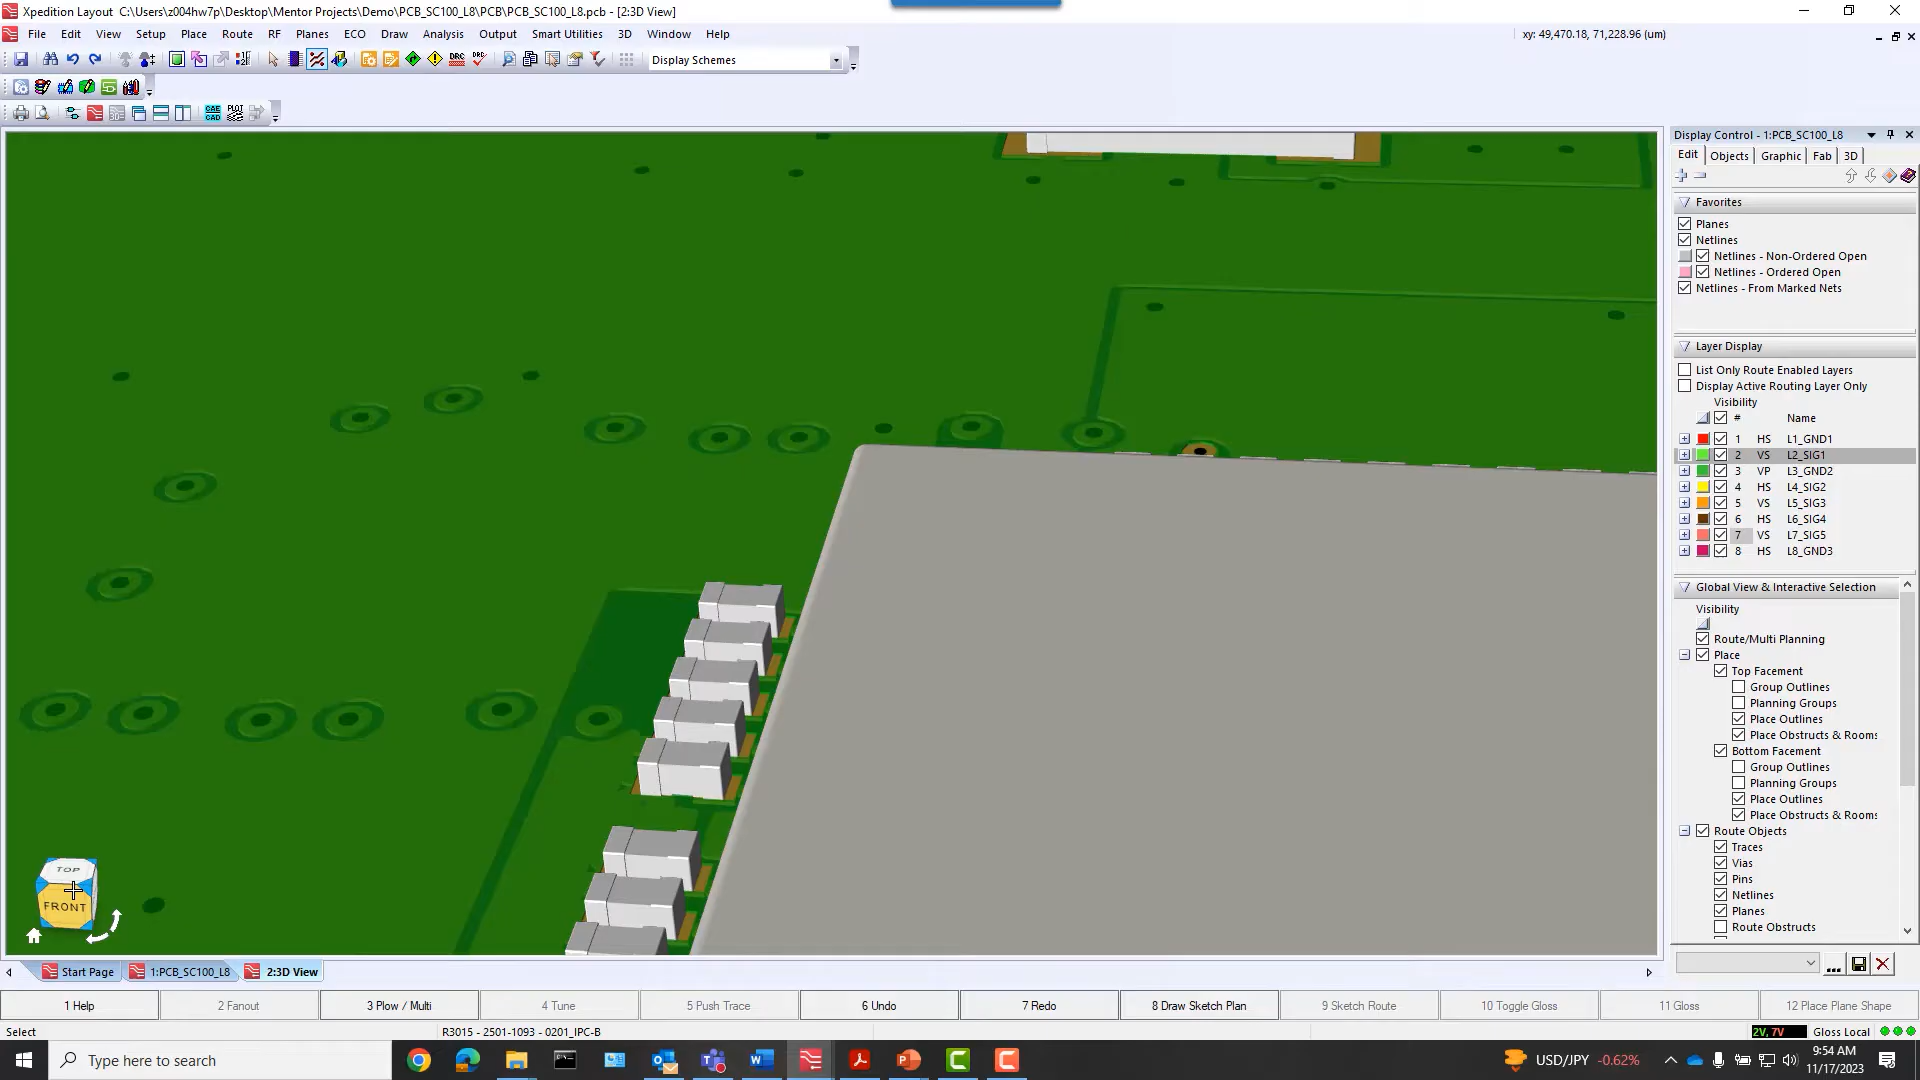 Xpedition Layout C:\Users\z004hw7p\Desktop\Mentor Projects\Demo\PCB_SC100_L8\PCB\PCB_SC100_L8.pcb - [2:3D View]
File Edit View Setup Place Route RF Planes ECO Draw Analysis Output Smart Utilities 3D Window Help
xy: 49,470.18, 71,228.96 (um)
Display Schemes
Display Control - 1:PCB_SC100_L8
Edit Objects Graphic Fab 3D
Favorites
Planes
Netlines
Netlines - Non-Ordered Open
Netlines - Ordered Open
Netlines - From Marked Nets
Layer Display
List Only Route Enabled Layers
Display Active Routing Layer Only
Visibility
# Name
1 HS L1_GND1
2 VS L2_SIG1
3 VP L3_GND2
4 HS L4_SIG2
5 VS L5_SIG3
6 HS L6_SIG4
7 VS L7_SIG5
8 HS L8_GND3
Global View & Interactive Selection
Visibility
Route/Multi Planning
Place
Top Facement
Group Outlines
Planning Groups
Place Outlines
Place Obstructs & Rooms
Bottom Facement
Group Outlines
Planning Groups
Place Outlines
Place Obstructs & Rooms
Route Objects
Traces
Vias
Pins
Netlines
Planes
Route Obstructs
TOP
FRONT
Start Page 1:PCB_SC100_L8 2:3D View
1 Help 2 Fanout 3 Plow / Multi 4 Tune 5 Push Trace 6 Undo 7 Redo 8 Draw Sketch Plan 9 Sketch Route 10 Toggle Gloss 11 Gloss 12 Place Plane Shape
Select R3015 - 2501-1093 - 0201_IPC-B 2V, 7V Gloss Local
Type here to search
USD/JPY -0.62%
9:54 AM
11/17/2023